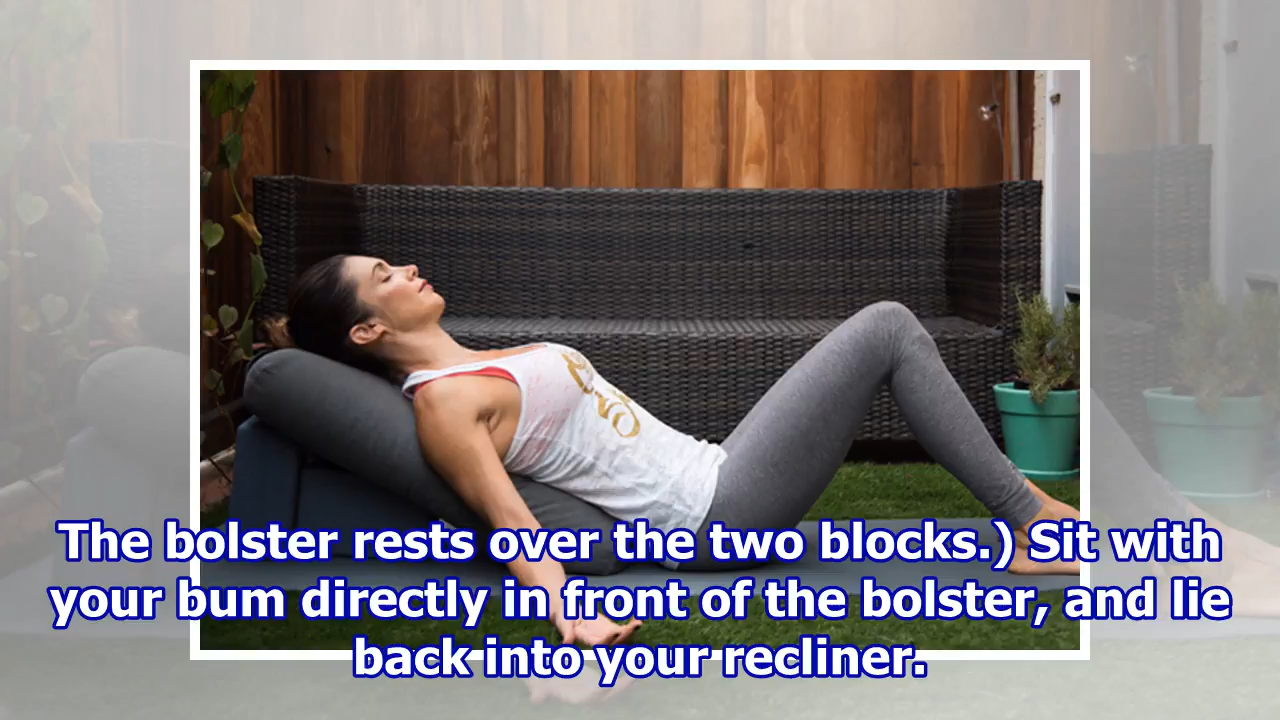 The bolster rests over the two blocks.) Sit with
your bum directly in front of the bolster, and lie
back into your recliner.